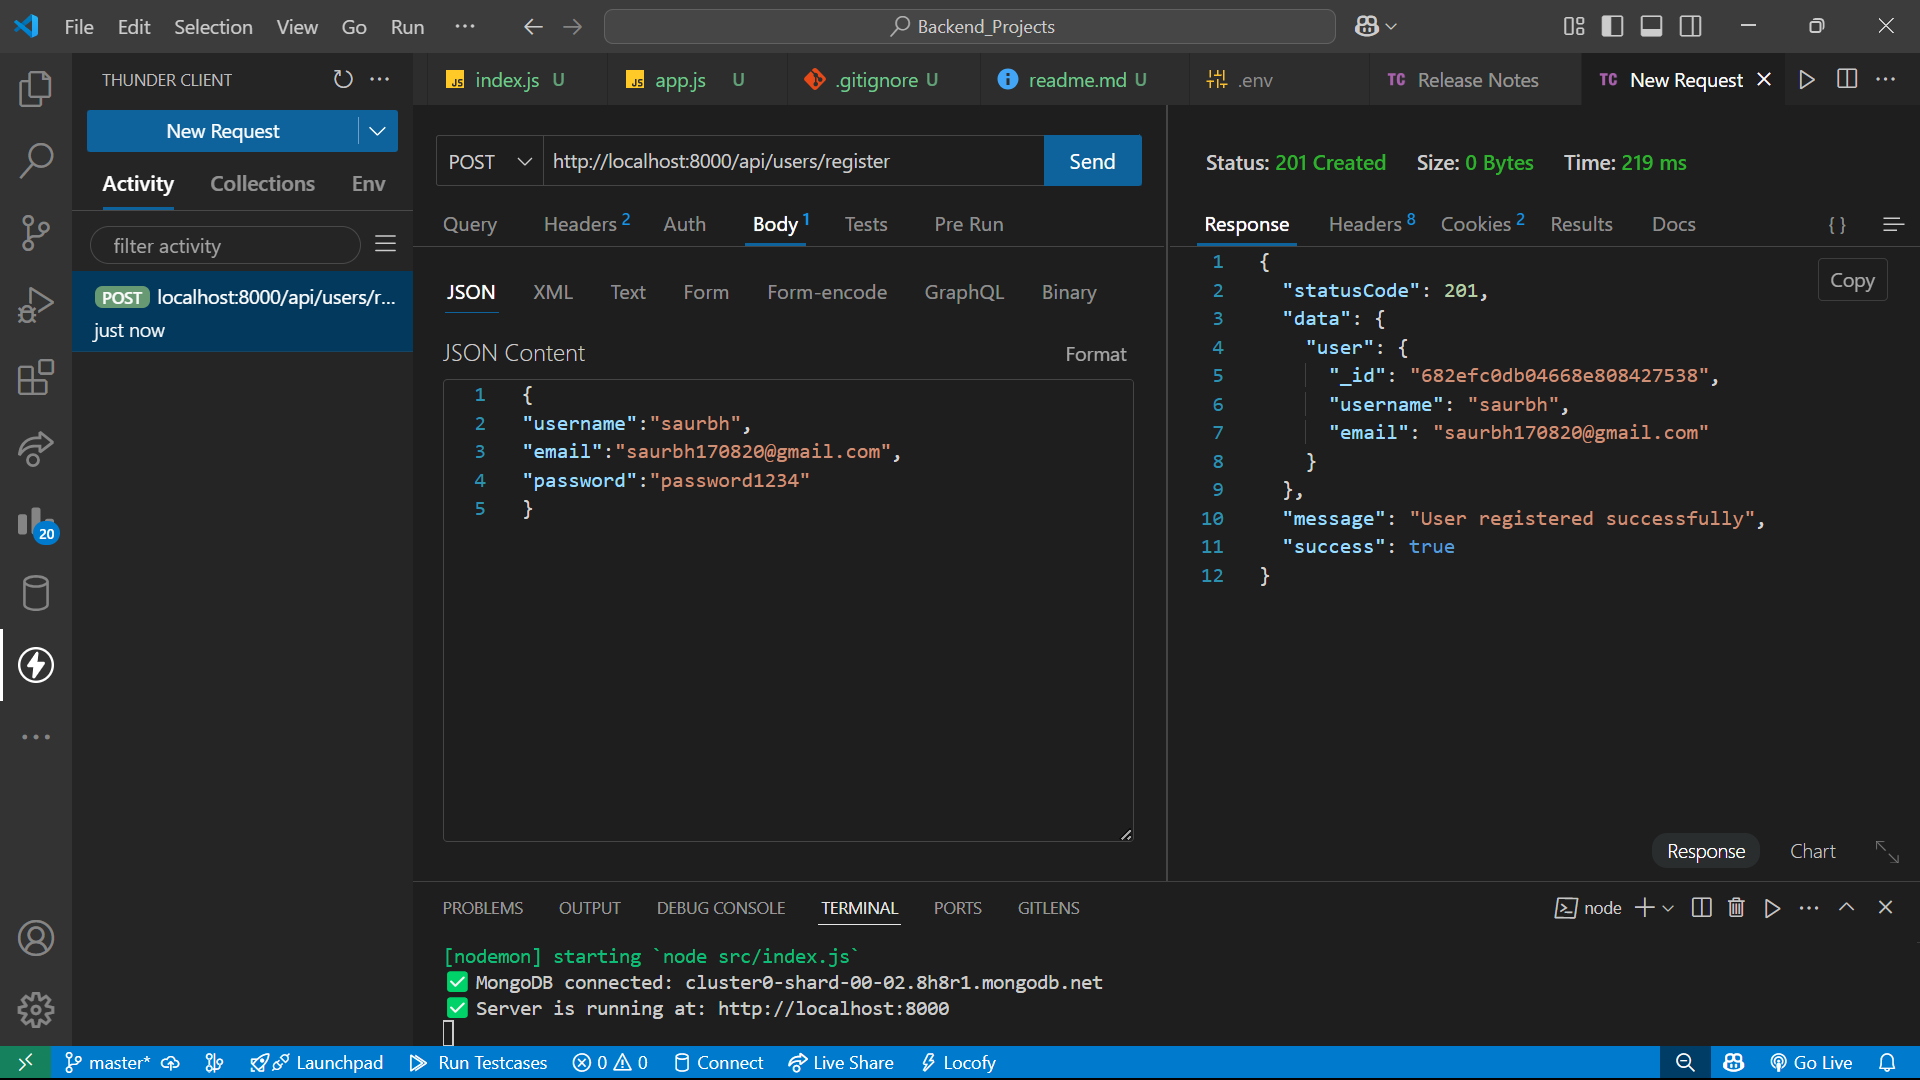 File Edit Selection View Go Run ··· Backend_Projects
THUNDER CLIENT
index.js U app.js U .gitignore U readme.md U .env TC Release Notes TC New Request
New Request
Activity Collections Env
filter activity
POST localhost:8000/api/users/r...
just now
20
POST http://localhost:8000/api/users/register Send
Query Headers 2 Auth Body 1 Tests Pre Run
JSON XML Text Form Form-encode GraphQL Binary
JSON Content Format
1 {
2 "username":"saurbh",
3 "email":"saurbh170820@gmail.com",
4 "password":"password1234"
5 }
Status: 201 Created Size: 0 Bytes Time: 219 ms
Response Headers 8 Cookies 2 Results Docs { }
Copy
1 {
2 "statusCode": 201,
3 "data": {
4 "user": {
5 "_id": "682efc0db04668e808427538",
6 "username": "saurbh",
7 "email": "saurbh170820@gmail.com"
8 }
9 },
10 "message": "User registered successfully",
11 "success": true
12 }
Response Chart
PROBLEMS OUTPUT DEBUG CONSOLE TERMINAL PORTS GITLENS node
[nodemon] starting `node src/index.js`
✅ MongoDB connected: cluster0-shard-00-02.8h8r1.mongodb.net
✅ Server is running at: http://localhost:8000
master* Launchpad Run Testcases 0 0 Connect Live Share Locofy Go Live